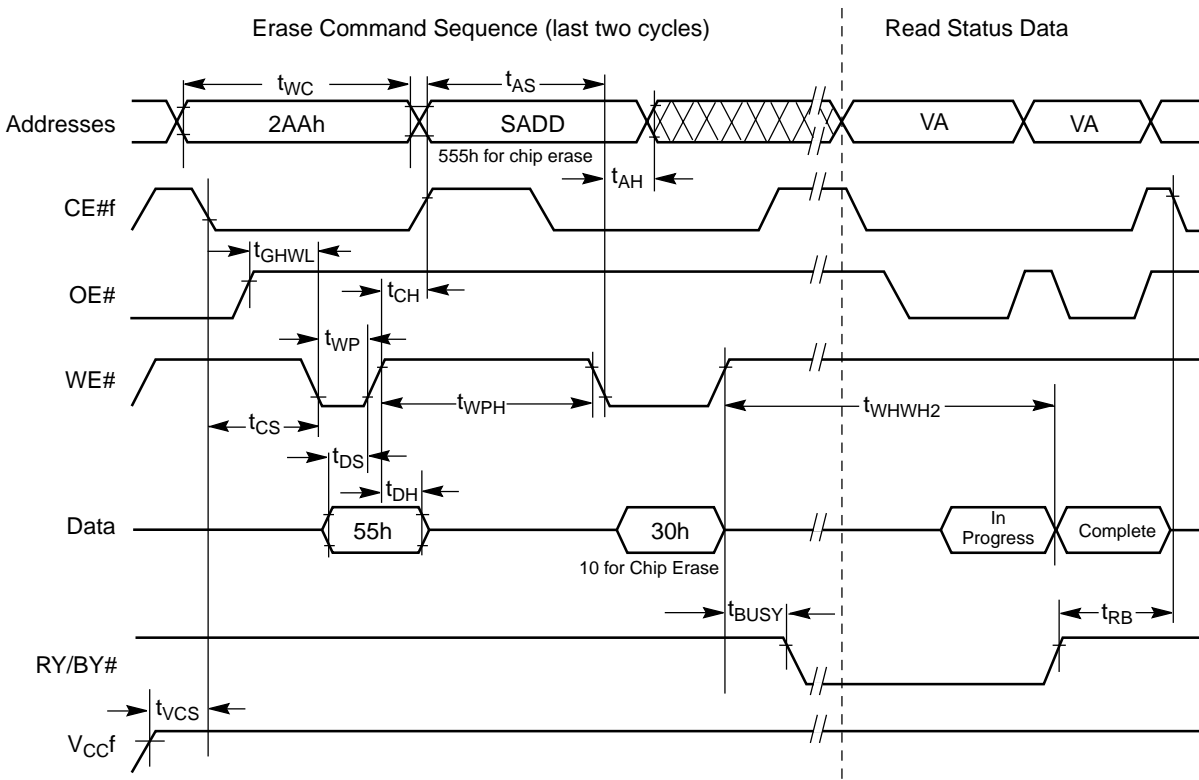 Erase Command Sequence (last two cycles)
Read Status Data
tWC
tAS
Addresses
2AAh
SADD
VA
VA
555h for chip erase
tAH
CE#f
tGHWL
OE#
tCH
tWP
WE#
tWPH
tWHWH2
tCS
tDS
tDH
Data
55h
30h
In
Progress
Complete
10 for Chip Erase
tBUSY
tRB
RY/BY#
tVCS
VCCf